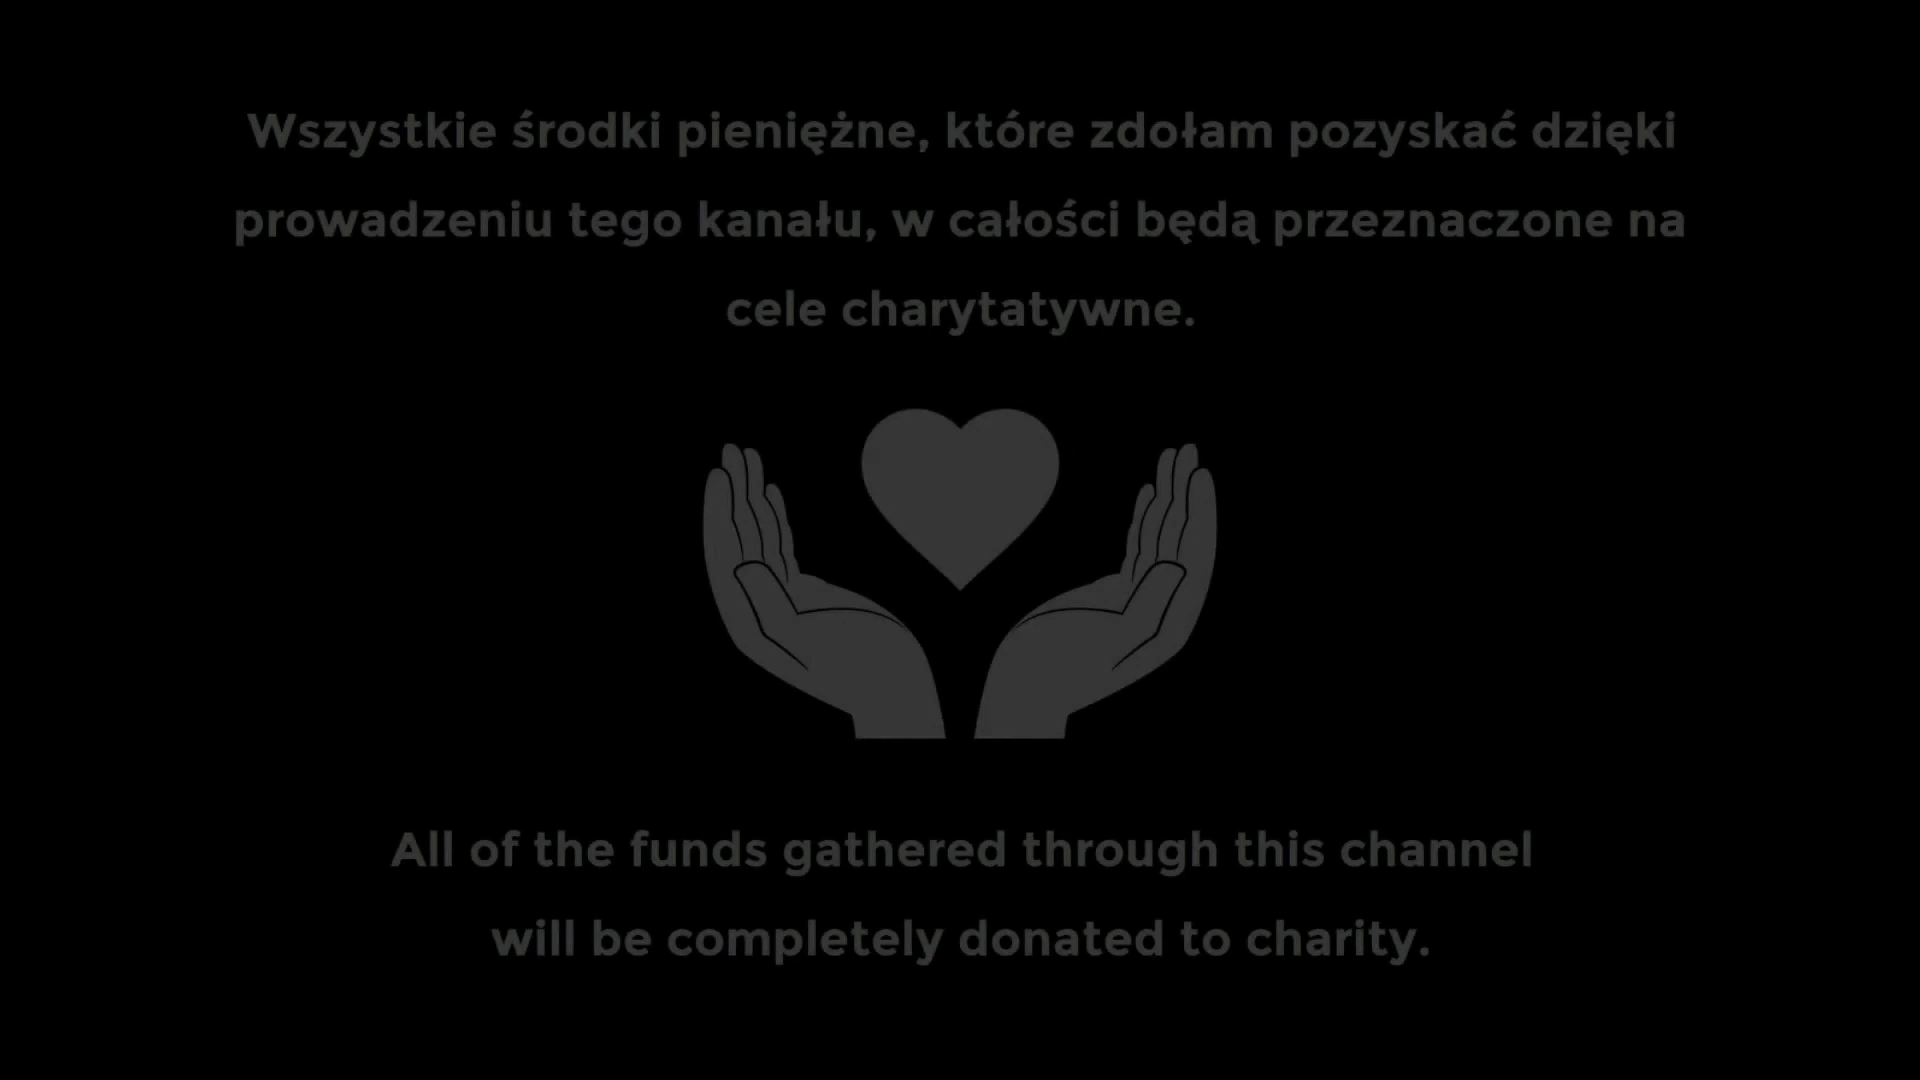 Wszystkie środki pieniężne, które zdołam pozyskać dzięki
prowadzeniu tego kanału, w całości będą przeznaczone na
cele charytatywne.
All of the funds gathered through this channel
will be completely donated to charity.